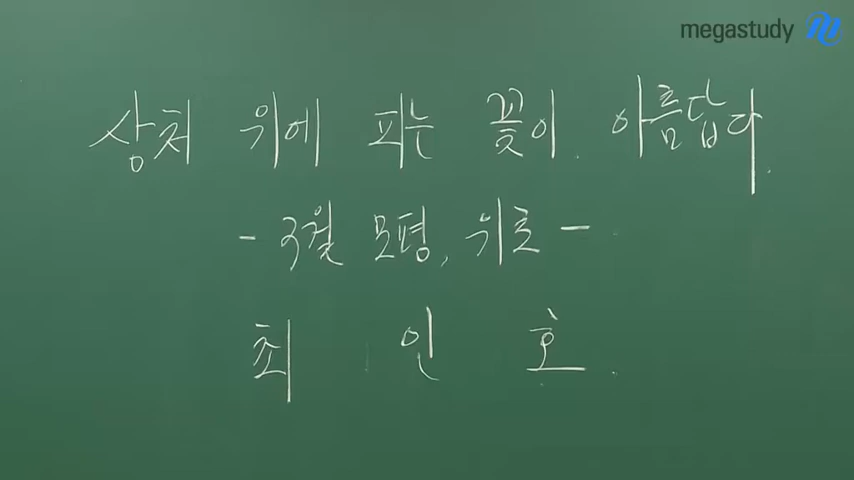 megastudy
상처 위에 피는 꽃이 아름답다.
- 3월 모평, 위로 -
최 인 호.